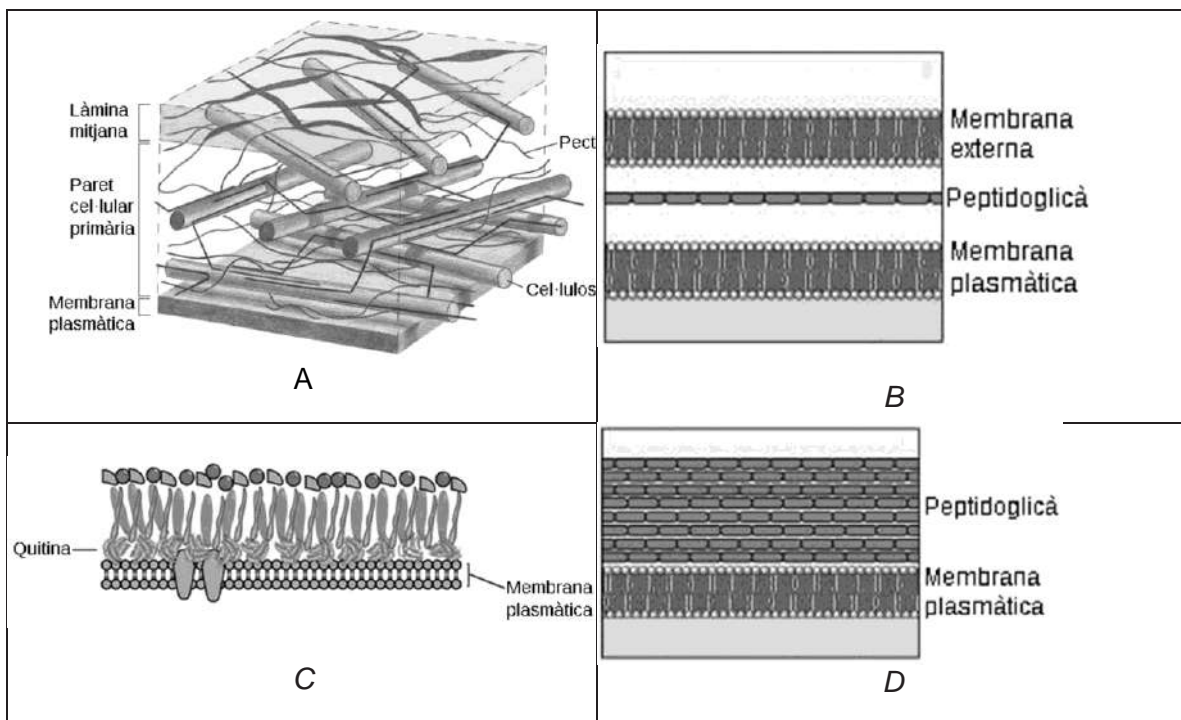 Làmina
mitjana
Paret
cel·lular
primària
Membrana
plasmàtica
Pect
Cel·lulos
A
Membrana
externa
Peptidoglicà
Membrana
plasmàtica
B
Quitina
Membrana
plasmàtica
C
Peptidoglicà
Membrana
plasmàtica
D